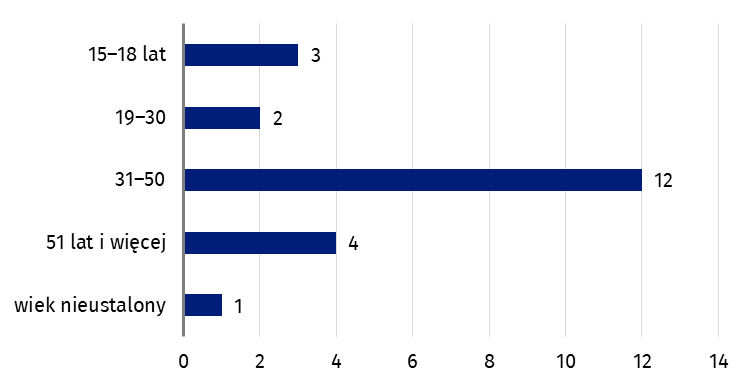 15–18 lat 3
19–30 2
31–50 12
51 lat i więcej 4
wiek nieustalony 1
0 2 4 6 8 10 12 14